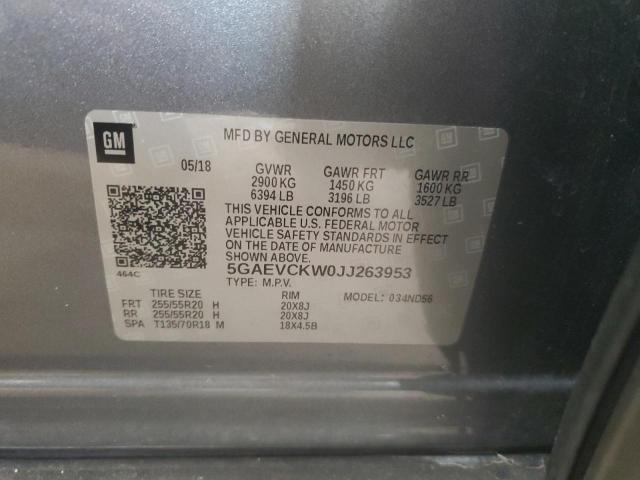 GM
MFD BY GENERAL MOTORS LLC
05/18 GVWR GAWR FRT GAWR RR
2900 KG 1450 KG 1600 KG
6394 LB 3196 LB 3527 LB
THIS VEHICLE CONFORMS TO ALL
APPLICABLE U.S. FEDERAL MOTOR
VEHICLE SAFETY STANDARDS IN EFFECT
ON THE DATE OF MANUFACTURE
SHOWN ABOVE.
464C 5GAEVCKW0JJ263953
TYPE: M.P.V.
TIRE SIZE RIM MODEL: 034ND56
FRT 255/55R20 H 20X8J
RR 255/55R20 H 20X8J
SPA T135/70R18 M 18X4.5B